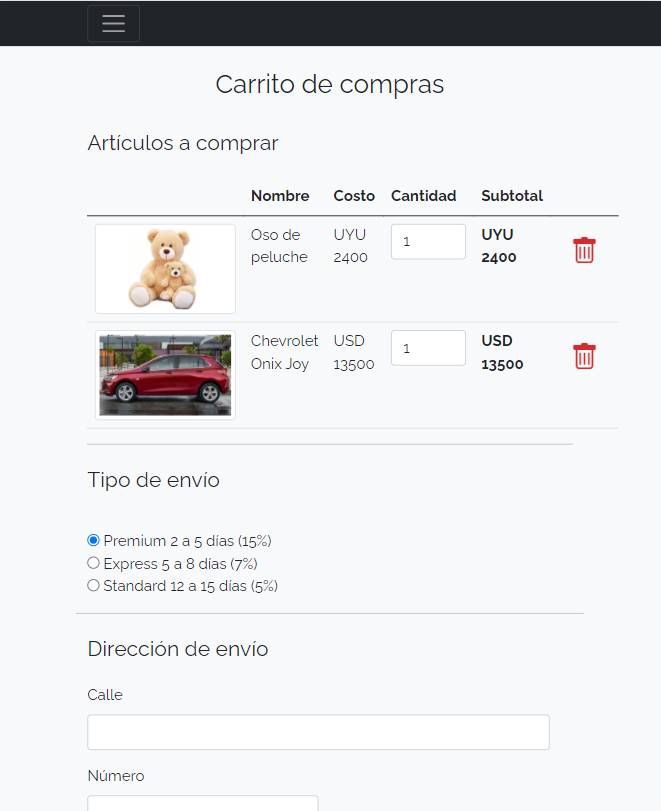 Carrito de compras
Artículos a comprar
Nombre Costo Cantidad Subtotal
Oso de peluche UYU 2400 1 UYU 2400
Chevrolet Onix Joy USD 13500 1 USD 13500
Tipo de envío
Premium 2 a 5 días (15%)
Express 5 a 8 días (7%)
Standard 12 a 15 días (5%)
Dirección de envío
Calle
Número